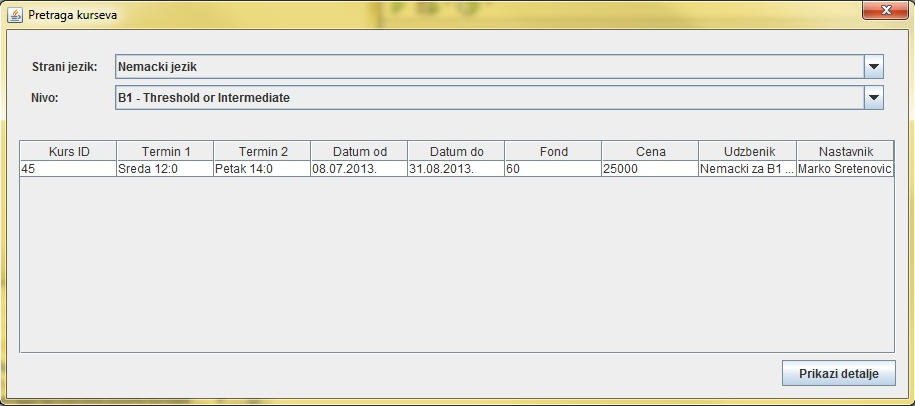 Pretraga kurseva
Strani jezik: Nemacki jezik
Nivo: B1 - Threshold or Intermediate
Kurs ID Termin 1 Termin 2 Datum od Datum do Fond Cena Udzbenik Nastavnik
45 Sreda 12:0 Petak 14:0 08.07.2013. 31.08.2013. 60 25000 Nemacki za B1 ... Marko Sretenovic
Prikazi detalje